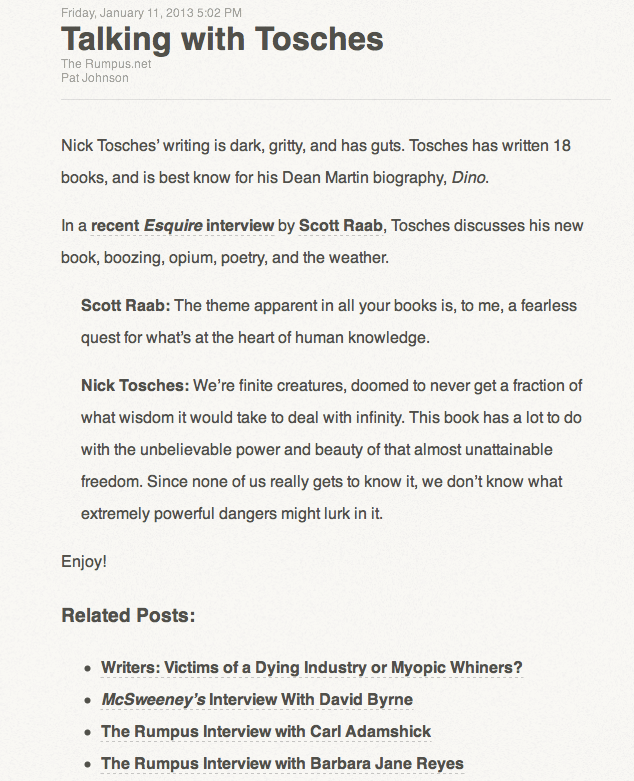 Friday, January 11, 2013 5:02 PM
Talking with Tosches
The Rumpus.net
Pat Johnson
Nick Tosches’ writing is dark, gritty, and has guts. Tosches has written 18
books, and is best know for his Dean Martin biography, Dino.
In a recent Esquire interview by Scott Raab, Tosches discusses his new
book, boozing, opium, poetry, and the weather.
Scott Raab: The theme apparent in all your books is, to me, a fearless
quest for what’s at the heart of human knowledge.
Nick Tosches: We’re finite creatures, doomed to never get a fraction of
what wisdom it would take to deal with infinity. This book has a lot to do
with the unbelievable power and beauty of that almost unattainable
freedom. Since none of us really gets to know it, we don’t know what
extremely powerful dangers might lurk in it.
Enjoy!
Related Posts:
• Writers: Victims of a Dying Industry or Myopic Whiners?
• McSweeney’s Interview With David Byrne
• The Rumpus Interview with Carl Adamshick
• The Rumpus Interview with Barbara Jane Reyes